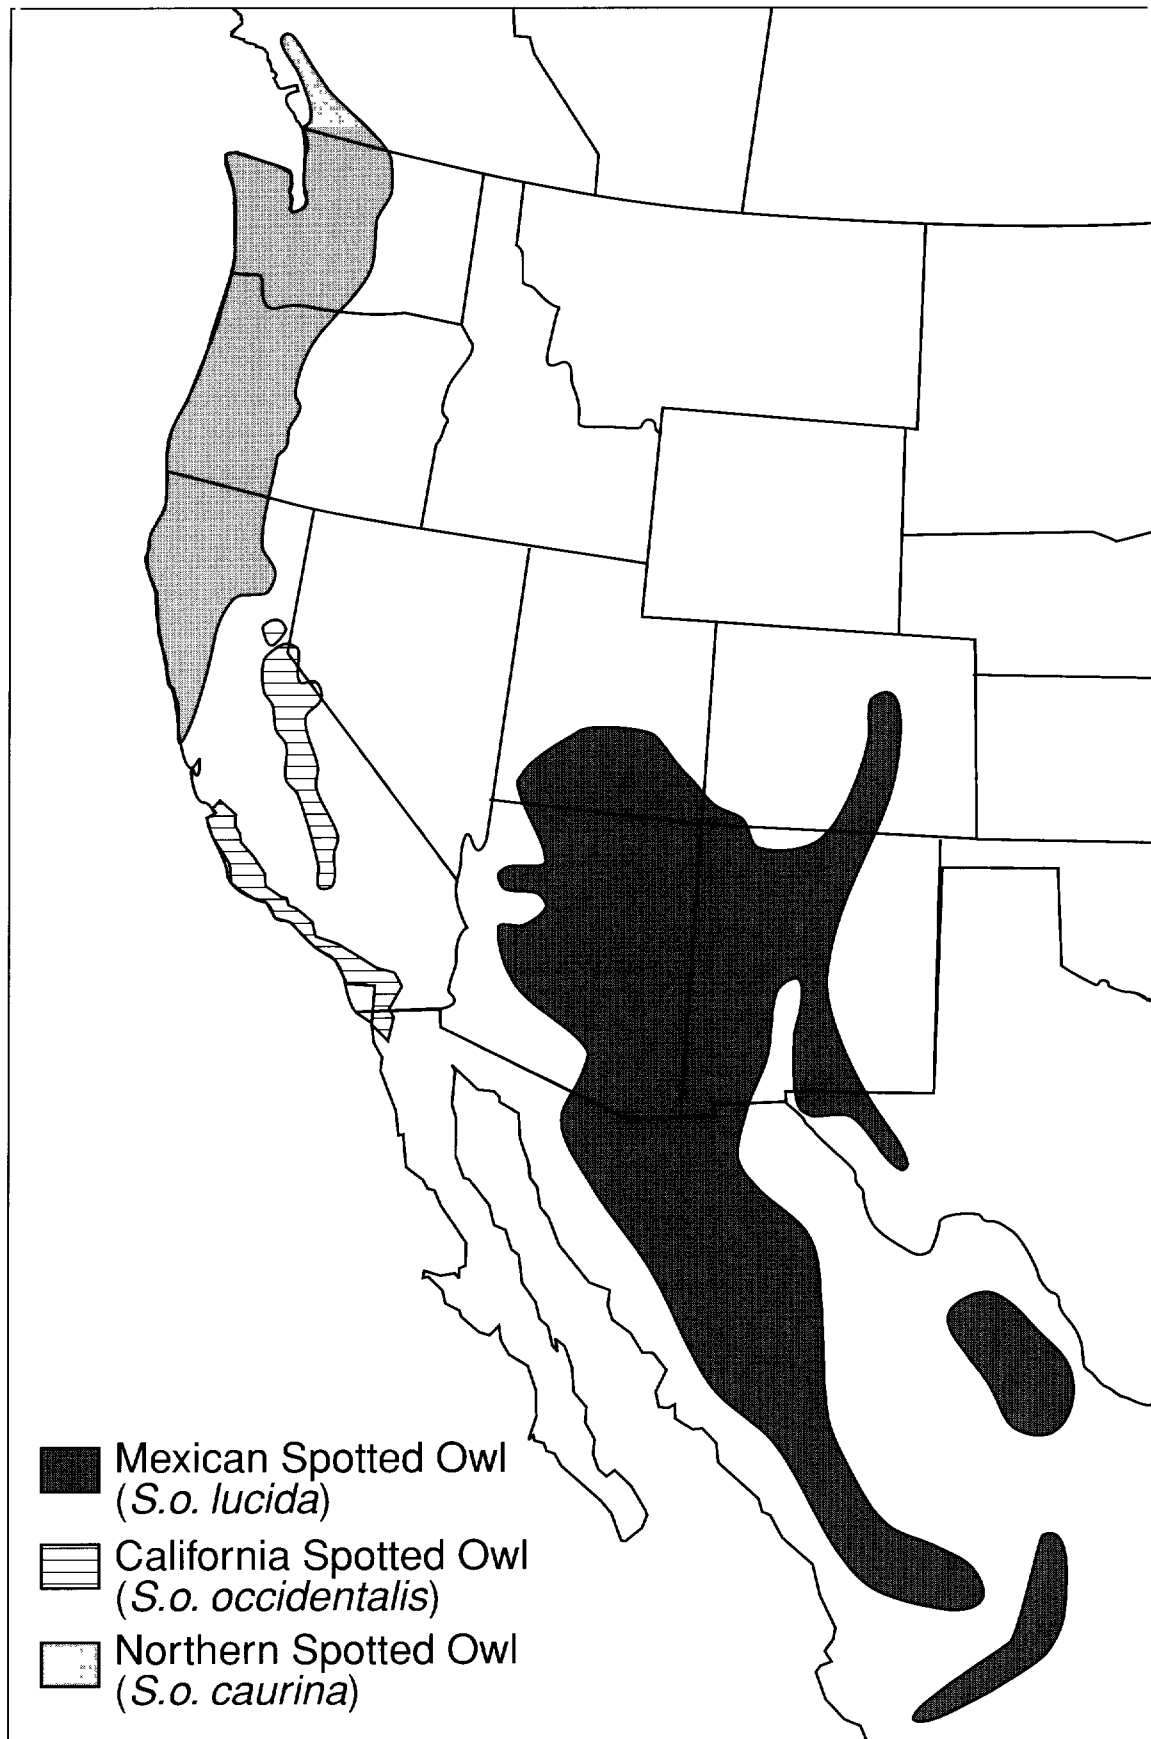 Mexican Spotted Owl
(S.o. lucida)
California Spotted Owl
(S.o. occidentalis)
Northern Spotted Owl
(S.o. caurina)